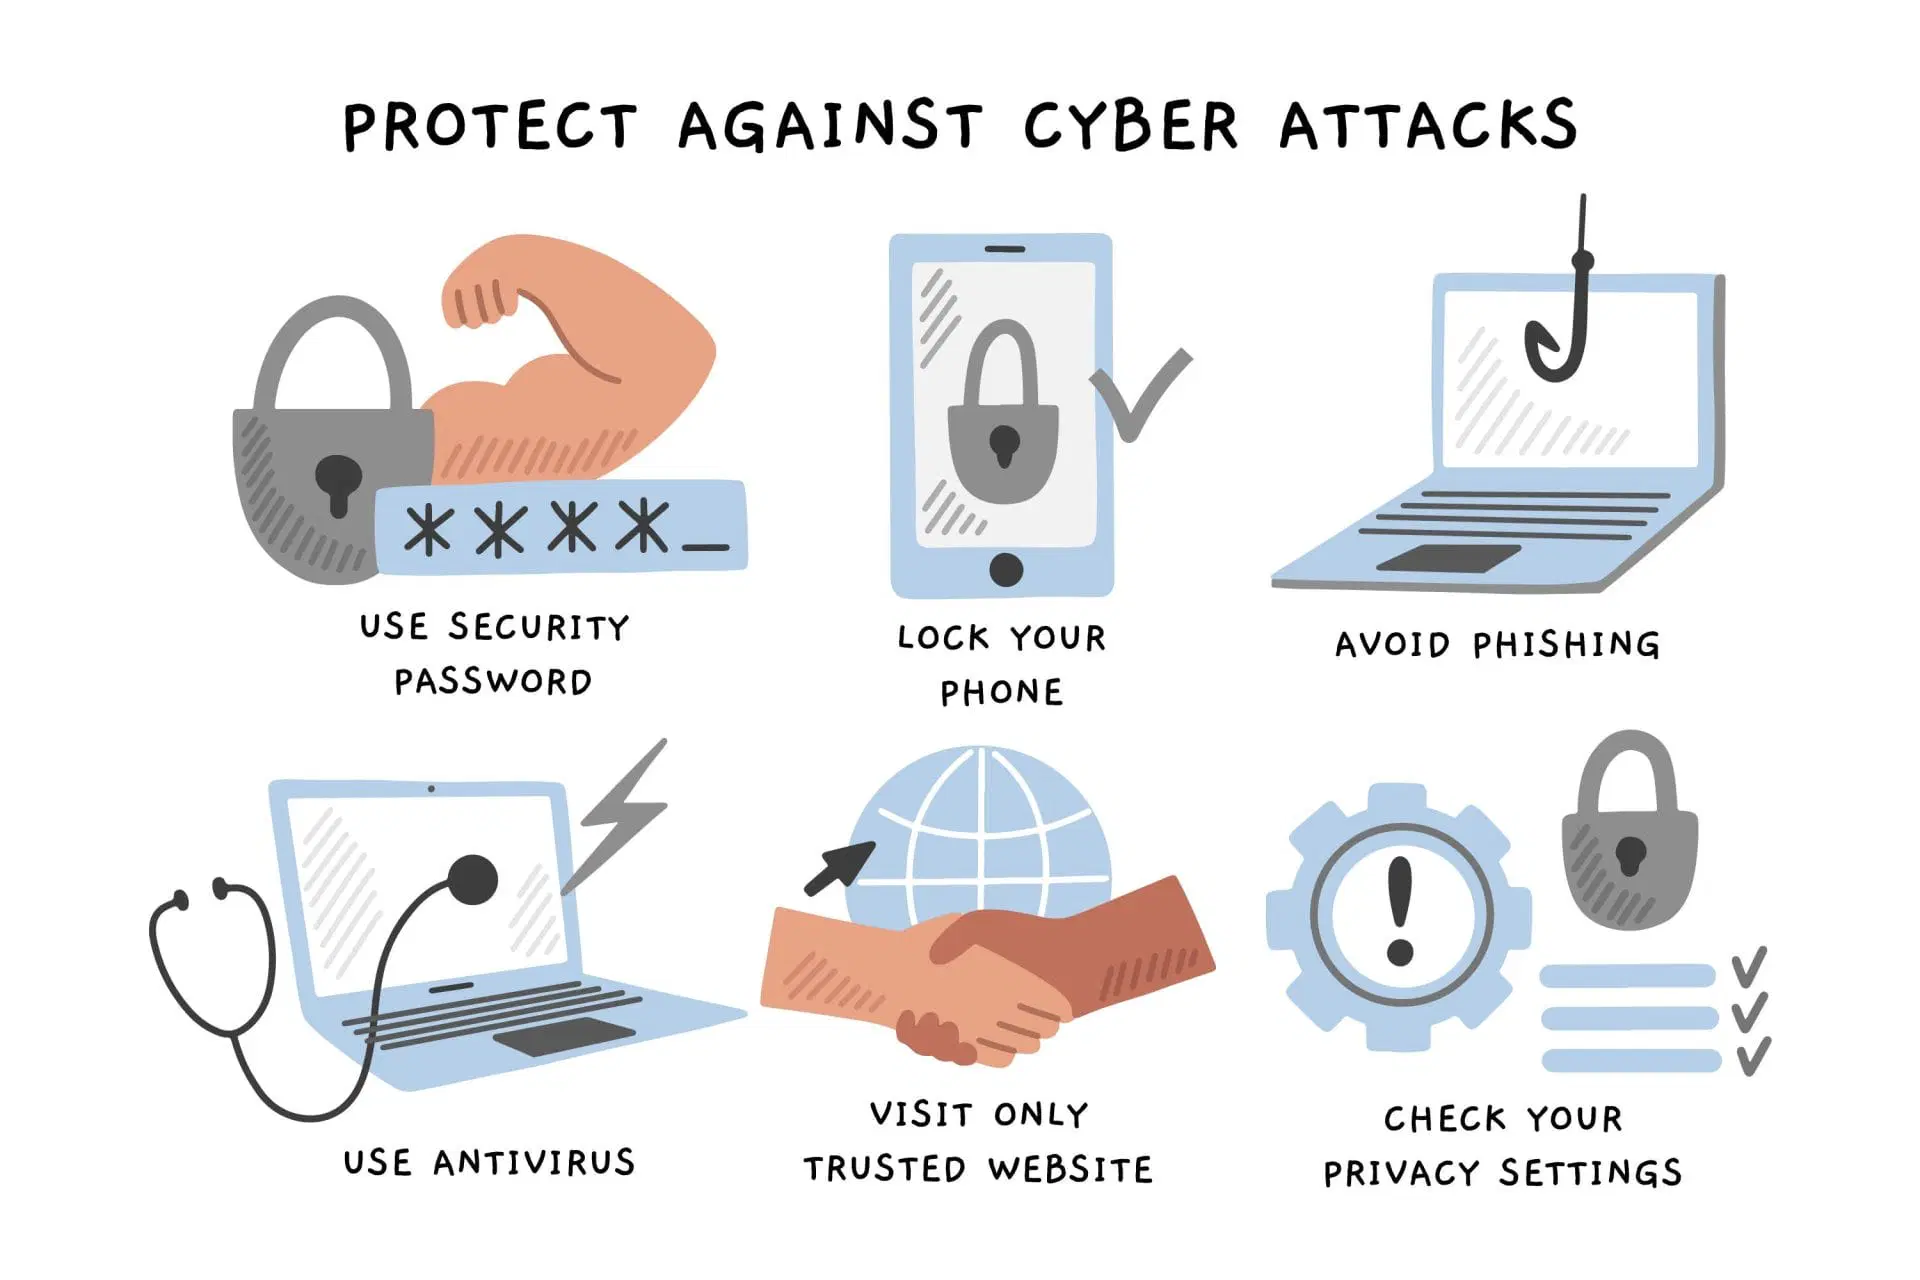 PROTECT AGAINST CYBER ATTACKS
****_
USE SECURITY
PASSWORD
LOCK YOUR
PHONE
AVOID PHISHING
USE ANTIVIRUS
VISIT ONLY
TRUSTED WEBSITE
!
CHECK YOUR
PRIVACY SETTINGS